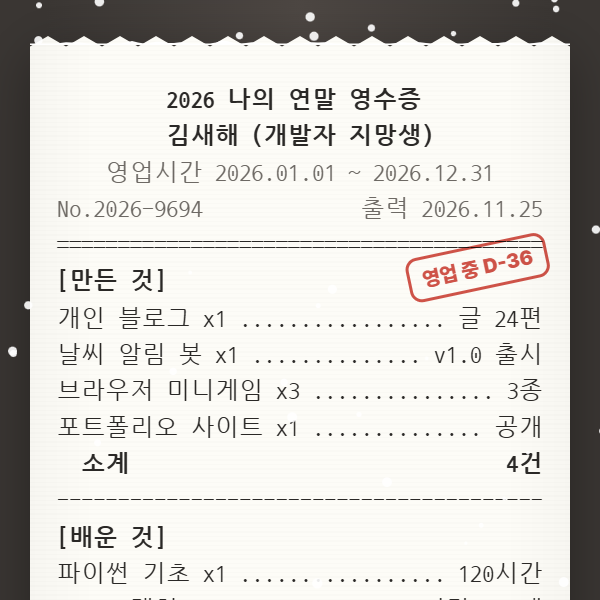 2026 나의 연말 영수증
김새해 (개발자 지망생)
영업시간 2026.01.01 ~ 2026.12.31
No.2026-9694 출력 2026.11.25
영업 중 D-36
[만든 것]
개인 블로그 x1 ................. 글 24편
날씨 알림 봇 x1 .............. v1.0 출시
브라우저 미니게임 x3 ............... 3종
포트폴리오 사이트 x1 .............. 공개
소계 4건
[배운 것]
파이썬 기초 x1 ................. 120시간